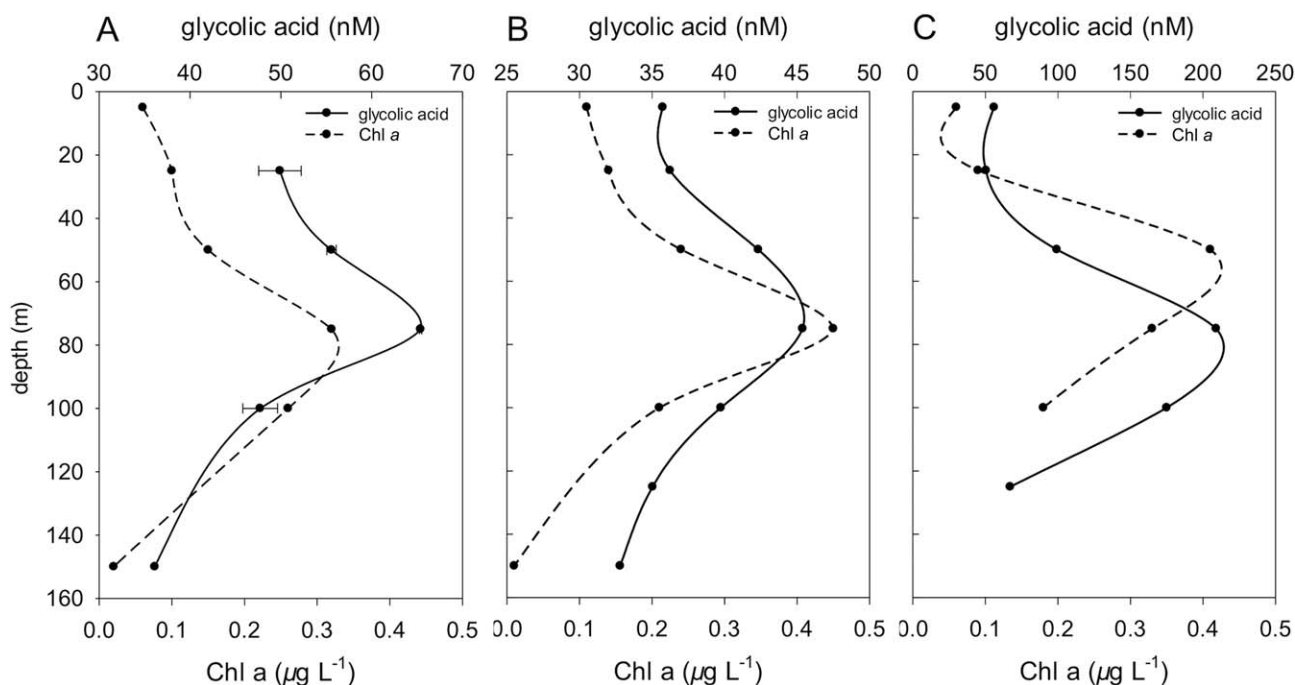 A glycolic acid (nM)
30 40 50 60 70
B glycolic acid (nM)
25 30 35 40 45 50
C glycolic acid (nM)
0 50 100 150 200 250
depth (m)
0
20
40
60
80
100
120
140
160
glycolic acid
Chl a
glycolic acid
Chl a
glycolic acid
Chl a
0.0 0.1 0.2 0.3 0.4 0.5
Chl a (µg L⁻¹)
0.0 0.1 0.2 0.3 0.4 0.5
Chl a (µg L⁻¹)
0.0 0.1 0.2 0.3 0.4 0.5
Chl a (µg L⁻¹)